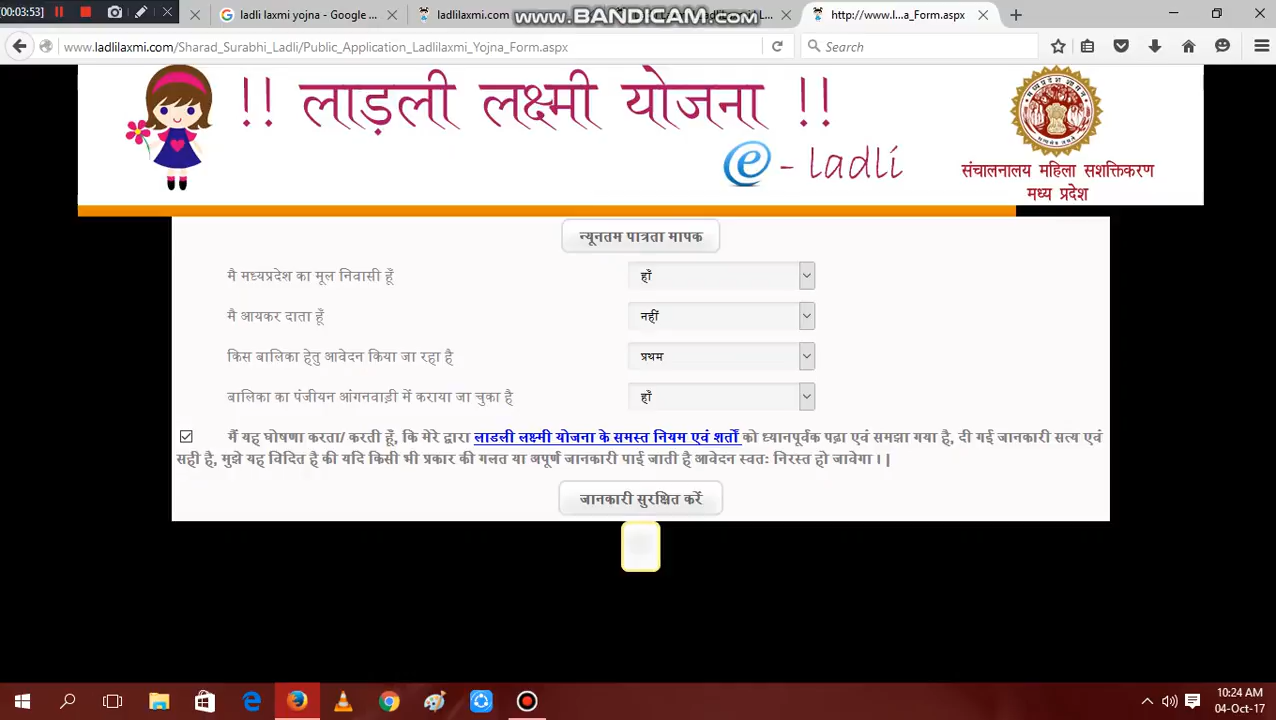 00:03:53
ladli laxmi yojna - Google
ladlilaxmi.com
www.BANDICAM.com
http://www.l...a_Form.aspx
www.ladlilaxmi.com/Sharad_Surabhi_Ladli/Public_Application_Ladlilaxmi_Yojna_Form.aspx
Search
!! लाड़ली लक्ष्मी योजना !!
e - ladli
संचालनालय महिला सशक्तिकरण
मध्य प्रदेश
न्यूनतम पात्रता मापक
मै मध्यप्रदेश का मूल निवासी हूँ
हाँ
मै आयकर दाता हूँ
नहीं
किस बालिका हेतु आवेदन किया जा रहा है
प्रथम
बालिका का पंजीयन आंगनवाड़ी में कराया जा चुका है
हाँ
मैं यह घोषणा करता/ करती हूँ, कि मेरे द्वारा लाडली लक्ष्मी योजना के समस्त नियम एवं शर्तों को ध्यानपूर्वक पढ़ा एवं समझा गया है, दी गई जानकारी सत्य एवं
सही है, मुझे यह विदित है की यदि किसी भी प्रकार की गलत या अपूर्ण जानकारी पाई जाती है आवेदन स्वतः निरस्त हो जावेगा । |
जानकारी सुरक्षित करें
10:24 AM
04-Oct-17